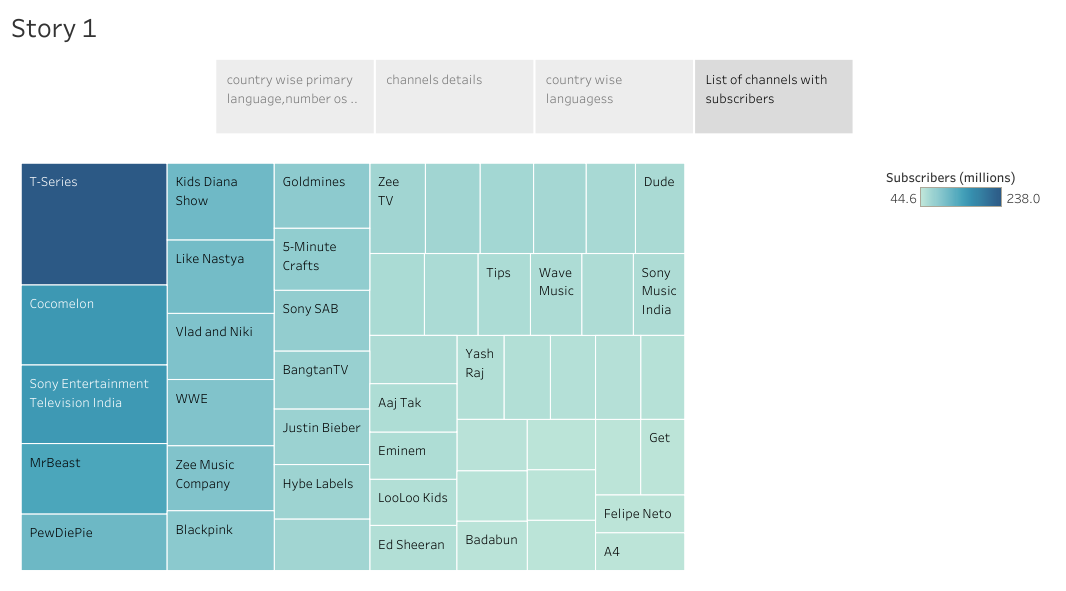 Story 1
country wise primary
language,number os ..
channels details
country wise
languagess
List of channels with
subscribers
T-Series
Cocomelon
Sony Entertainment
Television India
MrBeast
PewDiePie
Kids Diana
Show
Like Nastya
Vlad and Niki
WWE
Zee Music
Company
Blackpink
Goldmines
5-Minute
Crafts
Sony SAB
BangtanTV
Justin Bieber
Hybe Labels
Zee
TV
Dude
Tips
Wave
Music
Sony
Music
India
Aaj Tak
Eminem
LooLoo Kids
Ed Sheeran
Yash
Raj
Badabun
Get
Felipe Neto
A4
Subscribers (millions)
44.6
238.0